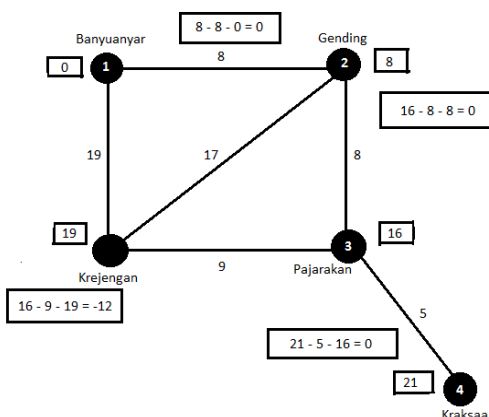 8 - 8 - 0 = 0
Banyuanyar
Gending
0
1
8
2
8
16 - 8 - 8 = 0
19
17
8
19
3
16
Krejengan
9
Pajarakan
16 - 9 - 19 = -12
5
21 - 5 - 16 = 0
21
4
Kraksaa